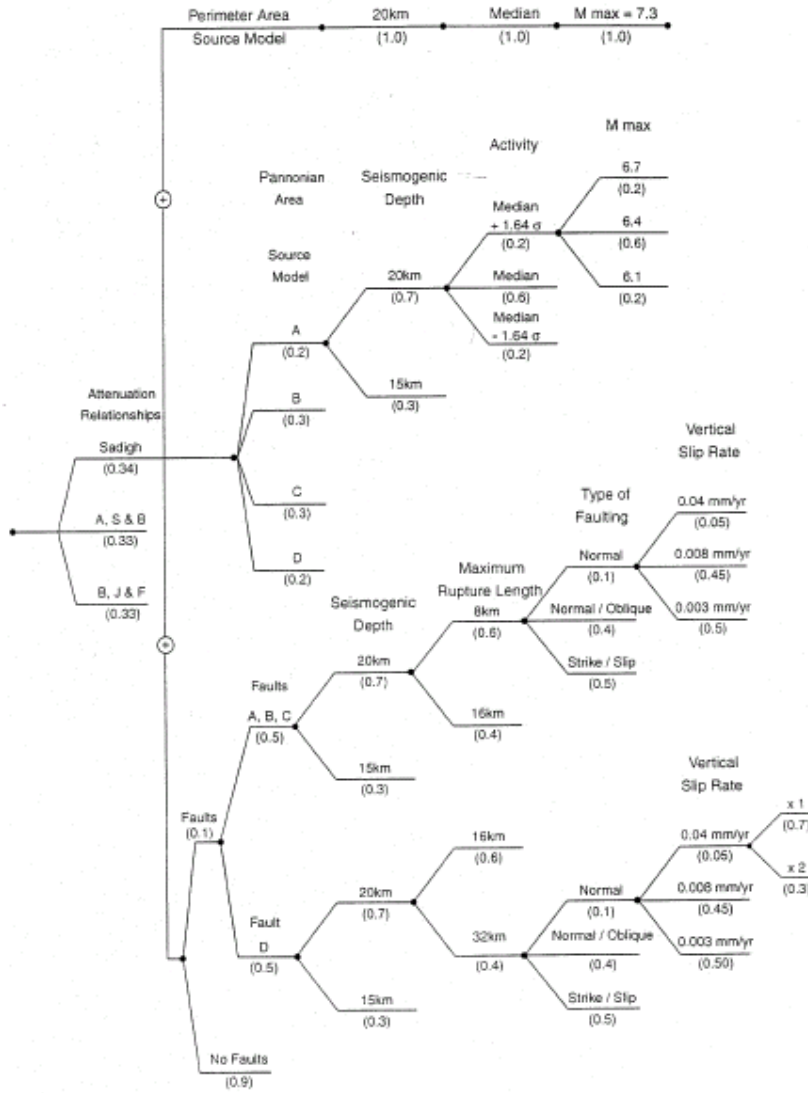 Perimeter Area
Source Model
20km
(1.0)
Median
(1.0)
M max = 7.3
(1.0)
M max
Activity
Pannonian
Area
Seismogenic
Depth
Source
Model
6.7
(0.2)
6.4
(0.6)
6.1
(0.2)
Median
+ 1.64 σ
(0.2)
Median
(0.6)
Median
- 1.64 σ
(0.2)
20km
(0.7)
15km
(0.3)
A
(0.2)
B
(0.3)
C
(0.3)
D
(0.2)
Attenuation
Relationships
Sadigh
(0.34)
A, S & B
(0.33)
B, J & F
(0.33)
+
+
Vertical
Slip Rate
Type of
Faulting
Maximum
Rupture Length
Seismogenic
Depth
Faults
A, B, C
(0.5)
20km
(0.7)
15km
(0.3)
8km
(0.6)
16km
(0.4)
Normal
(0.1)
Normal / Oblique
(0.4)
Strike / Slip
(0.5)
0.04 mm/yr
(0.05)
0.008 mm/yr
(0.45)
0.003 mm/yr
(0.5)
Faults
(0.1)
Fault
D
(0.5)
20km
(0.7)
15km
(0.3)
16km
(0.6)
32km
(0.4)
Normal
(0.1)
Normal / Oblique
(0.4)
Strike / Slip
(0.5)
Vertical
Slip Rate
0.04 mm/yr
(0.05)
0.008 mm/yr
(0.45)
0.003 mm/yr
(0.50)
x 1
(0.7)
x 2
(0.3)
No Faults
(0.9)